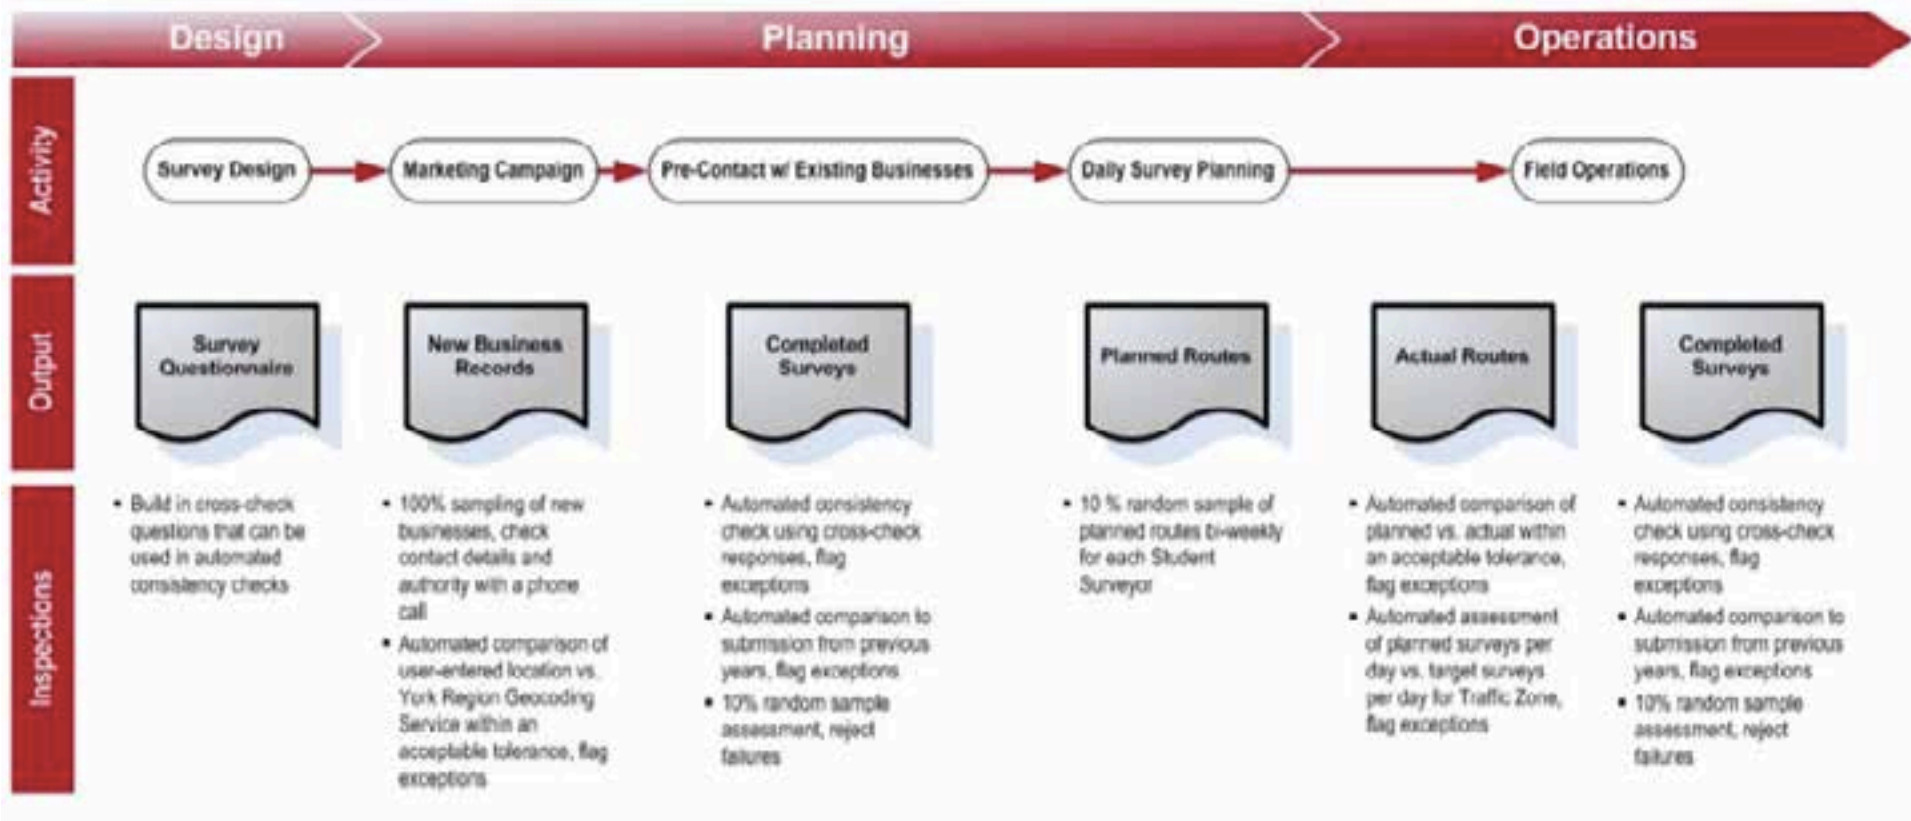 Design
Planning
Operations
Activity
Survey Design
Marketing Campaign
Pre-Contact w/ Existing Businesses
Daily Survey Planning
Field Operations
Output
Survey
Questionnaire
New Business
Records
Completed
Surveys
Planned Routes
Actual Routes
Completed
Surveys
Inspections
▪ Build in cross-check
questions that can be
used in automated
consistency checks
▪ 100% sampling of new
businesses, check
contact details and
authority with a phone
call
▪ Automated comparison of
user-entered location vs.
York Region Geocoding
Service within an
acceptable tolerance, flag
exceptions
▪ Automated consistency
check using cross-check
responses, flag
exceptions
▪ Automated comparison to
submission from previous
years, flag exceptions
▪ 10% random sample
assessment, reject
failures
▪ 10 % random sample of
planned routes bi-weekly
for each Student
Surveyor
▪ Automated comparison of
planned vs. actual within
an acceptable tolerance,
flag exceptions
▪ Automated assessment
of planned surveys per
day vs. target surveys
per day for Traffic Zone,
flag exceptions
▪ Automated consistency
check using cross-check
responses, flag
exceptions
▪ Automated comparison to
submission from previous
years, flag exceptions
▪ 10% random sample
assessment, reject
failures